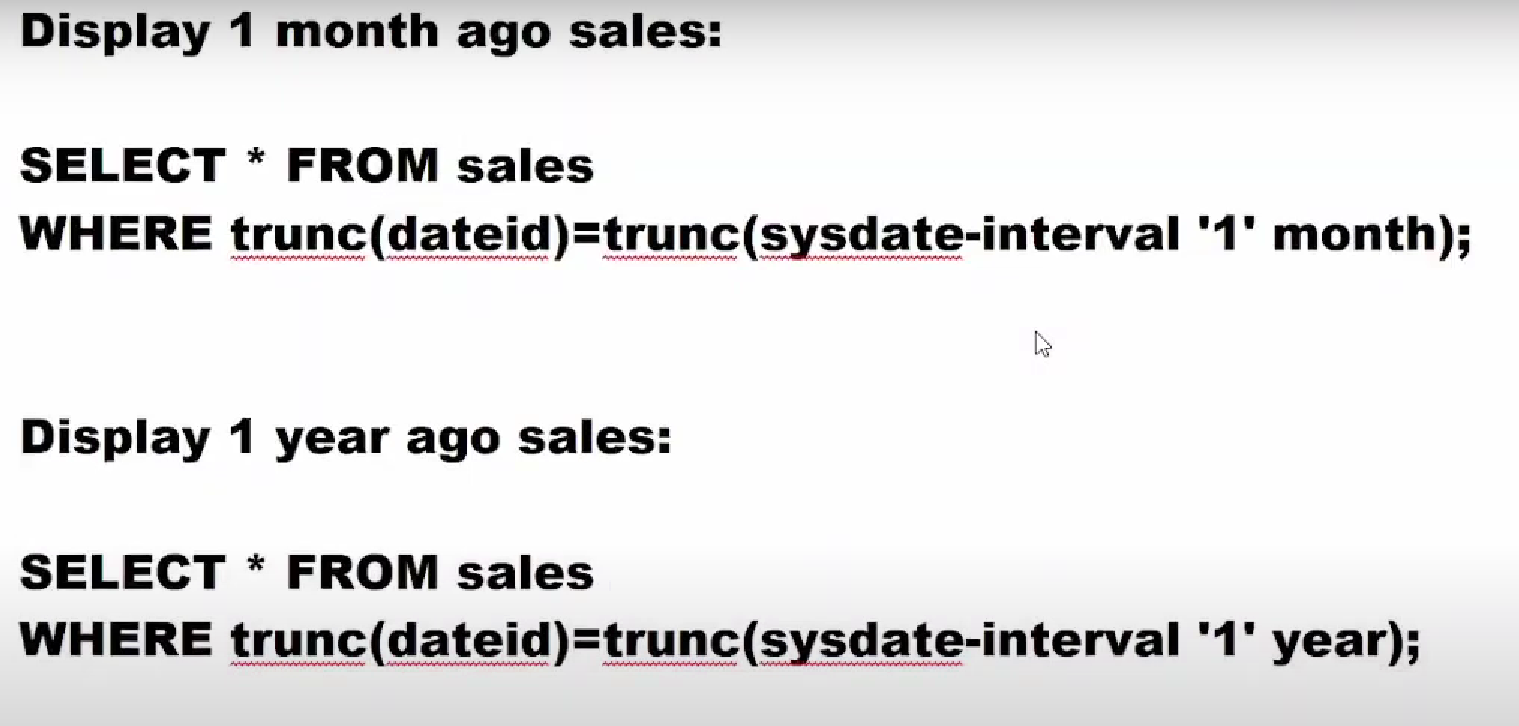 Display 1 month ago sales:
SELECT * FROM sales
WHERE trunc(dateid)=trunc(sysdate-interval '1' month);
Display 1 year ago sales:
SELECT * FROM sales
WHERE trunc(dateid)=trunc(sysdate-interval '1' year);